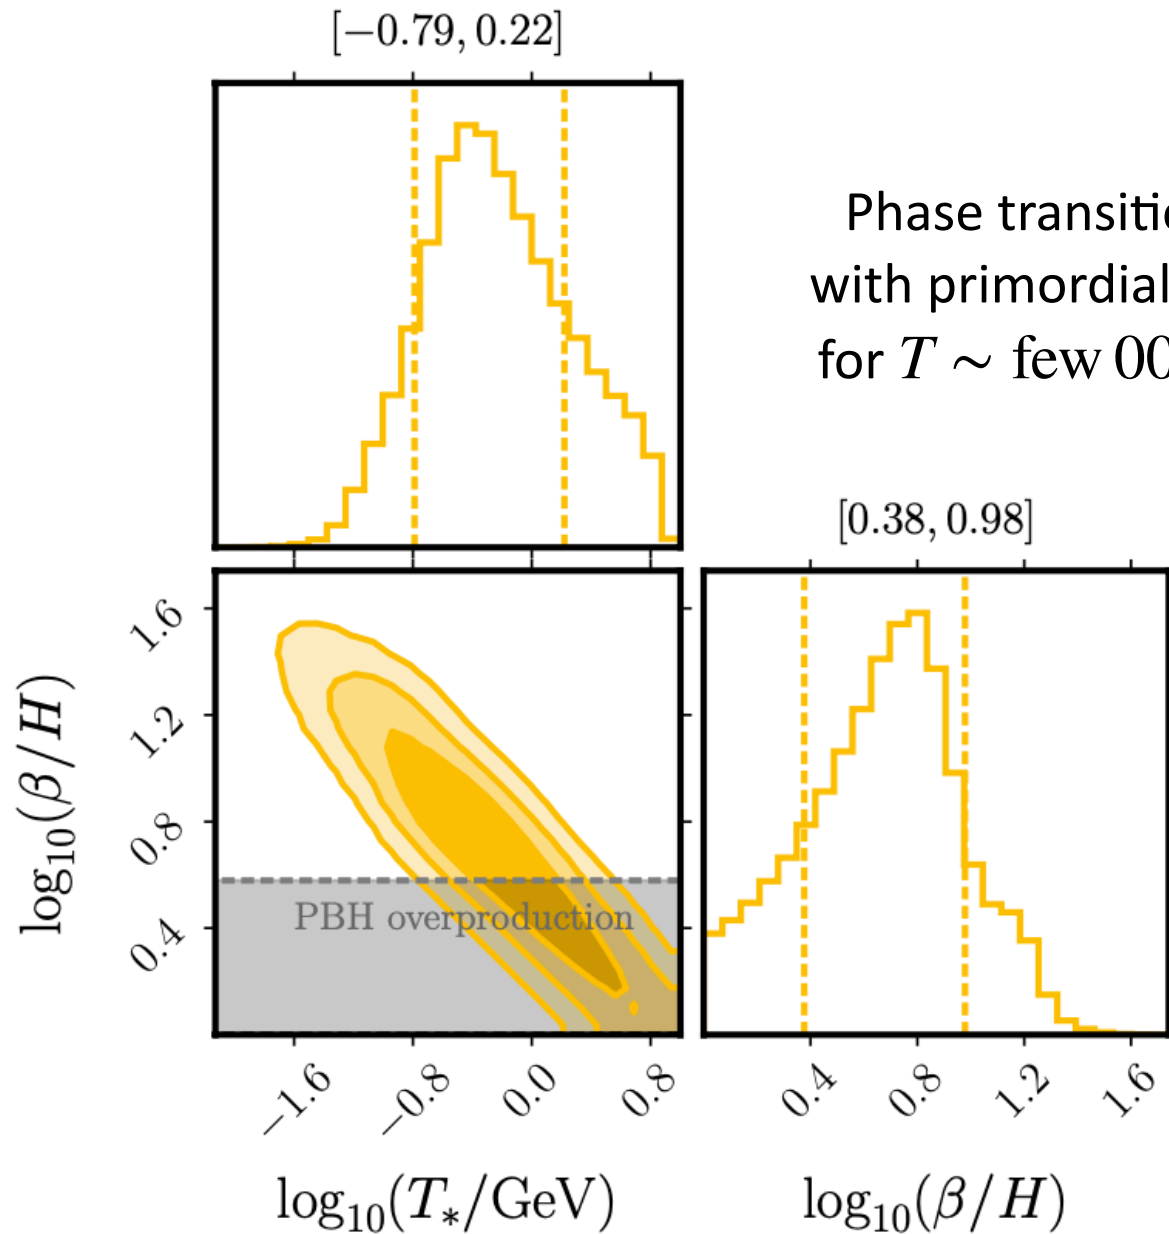 [−0.79, 0.22]
Phase transiti
with primordial
for T ∼ few 00
[0.38, 0.98]
log₁₀(β/H)
1.6
1.2
0.8
0.4
PBH overproduction
−1.6 −0.8 0.0 0.8
0.4 0.8 1.2 1.6
log₁₀(T∗/GeV)
log₁₀(β/H)